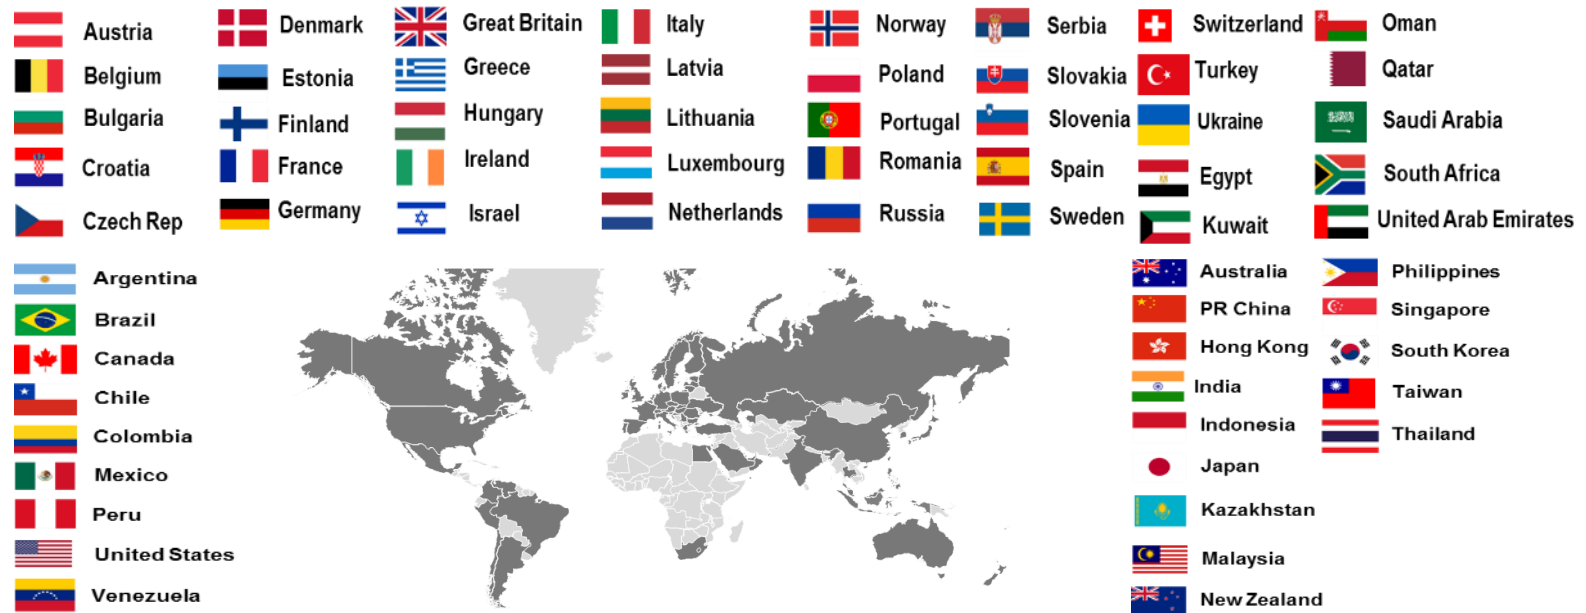 Austria
Belgium
Bulgaria
Croatia
Czech Rep
Denmark
Estonia
Finland
France
Germany
Great Britain
Greece
Hungary
Ireland
Israel
Italy
Latvia
Lithuania
Luxembourg
Netherlands
Norway
Poland
Portugal
Romania
Russia
Serbia
Slovakia
Slovenia
Spain
Sweden
Switzerland
Turkey
Ukraine
Egypt
Kuwait
Oman
Qatar
Saudi Arabia
South Africa
United Arab Emirates
Argentina
Brazil
Canada
Chile
Colombia
Mexico
Peru
United States
Venezuela
Australia
PR China
Hong Kong
India
Indonesia
Japan
Kazakhstan
Malaysia
New Zealand
Philippines
Singapore
South Korea
Taiwan
Thailand